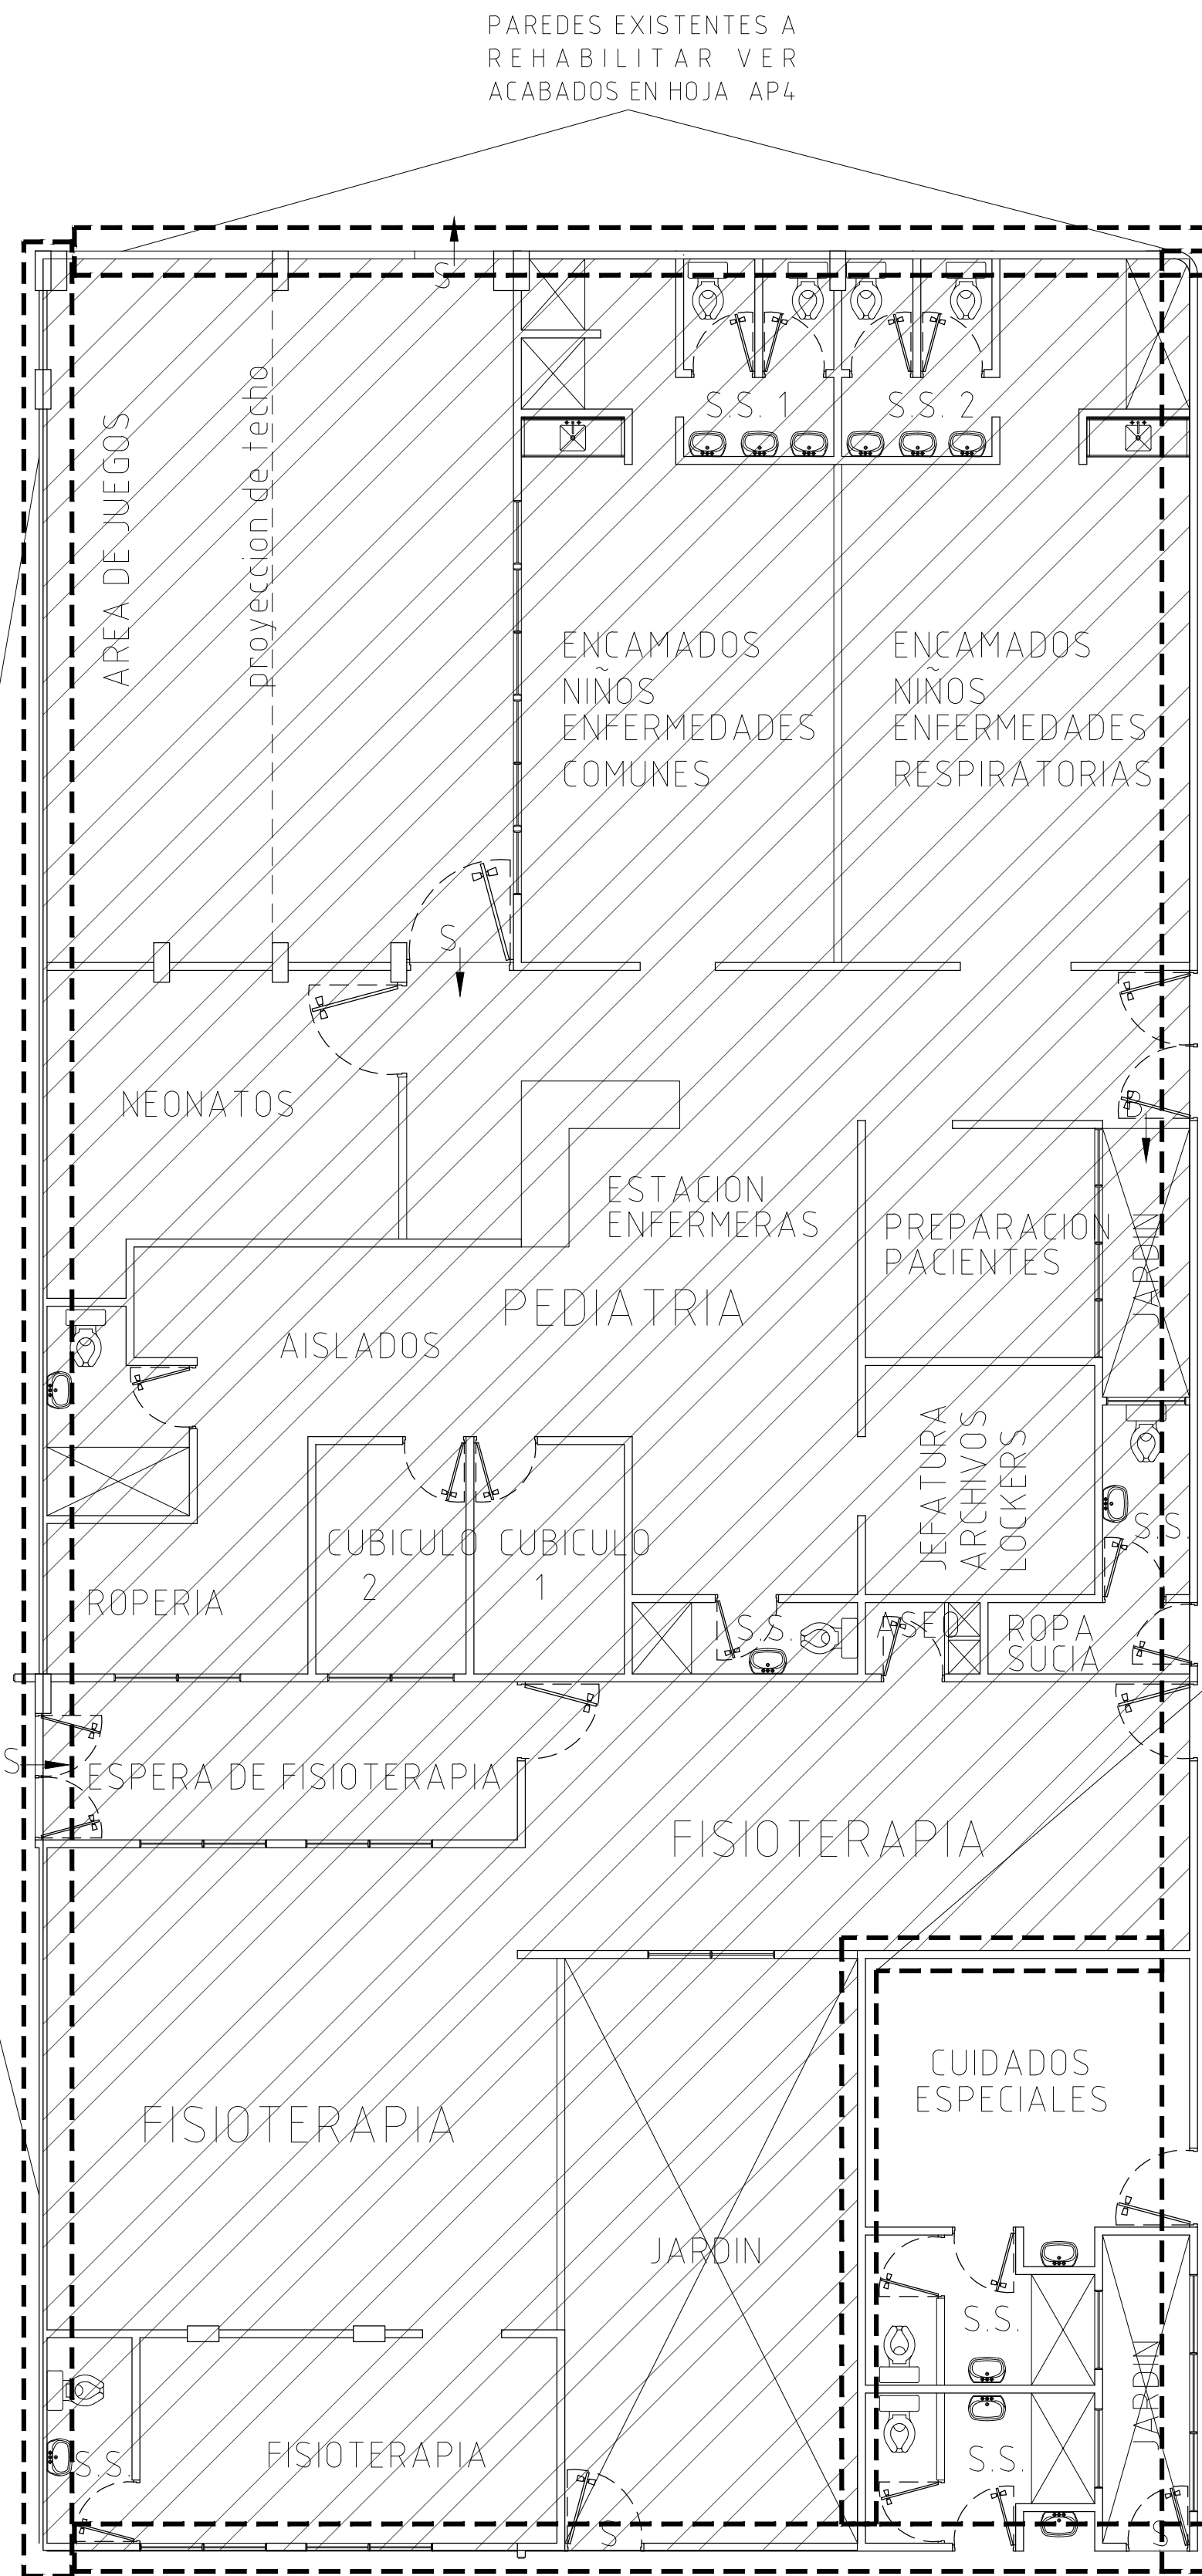 PAREDES EXISTENTES A
REHABILITAR VER
ACABADOS EN HOJA AP4
S
S.S. 1
S.S. 2
AREA DE JUEGOS
proyeccion de techo
ENCAMADOS
NIÑOS
ENFERMEDADES
COMUNES
ENCAMADOS
NIÑOS
ENFERMEDADES
RESPIRATORIAS
S
NEONATOS
B
ESTACION
ENFERMERAS
PREPARACION
PACIENTES
JARDIN
PEDIATRIA
AISLADOS
JEFATURA
ARCHIVOS
LOCKERS
S.S.
CUBICULO
2
CUBICULO
1
ROPERIA
S.S.
ASEO
ROPA
SUCIA
S
ESPERA DE FISIOTERAPIA
FISIOTERAPIA
CUIDADOS
ESPECIALES
FISIOTERAPIA
JARDIN
S.S.
JARDIN
FISIOTERAPIA
S.S.
S.S.
S
S